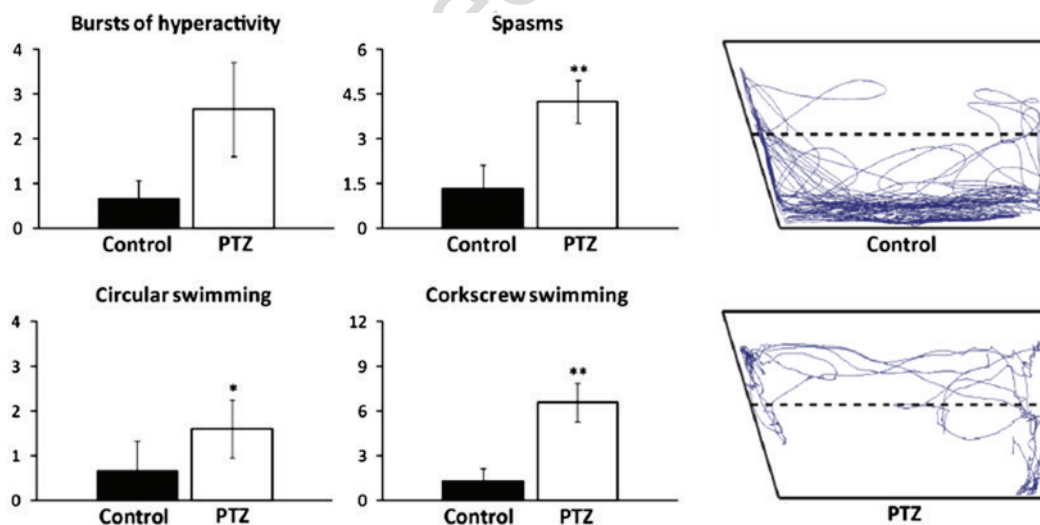 Bursts of hyperactivity
4
3
2
1
0
Control PTZ
Spasms
6
4.5
3
1.5
0
**
Control PTZ
Control
Circular swimming
4
3
2
1
0
*
Control PTZ
Corkscrew swimming
12
9
6
3
0
**
Control PTZ
PTZ